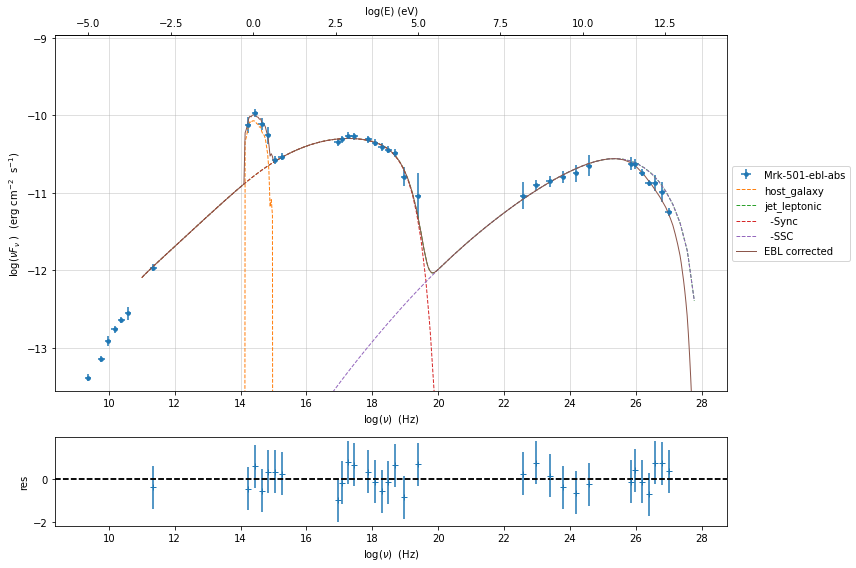 log(E) (eV)
−5.0 −2.5 0.0 2.5 5.0 7.5 10.0 12.5
−9
−10
−11
−12
−13
log(νFν ) (erg cm−2 s−1)
10 12 14 16 18 20 22 24 26 28
log(ν) (Hz)
Mrk-501-ebl-abs
host_galaxy
jet_leptonic
-Sync
-SSC
EBL corrected
0
−2
res
10 12 14 16 18 20 22 24 26 28
log(ν) (Hz)